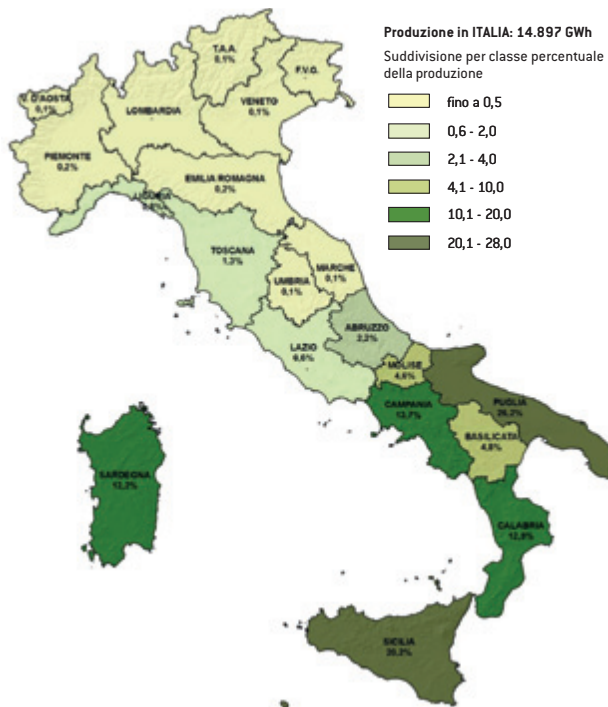 Produzione in ITALIA: 14.897 GWh
Suddivisione per classe percentuale
della produzione
fino a 0,5
0,6 - 2,0
2,1 - 4,0
4,1 - 10,0
10,1 - 20,0
20,1 - 28,0
T.A.A.
0,1%
F.V.G.
V. D'AOSTA
0,1%
LOMBARDIA
VENETO
0,1%
PIEMONTE
0,2%
EMILIA ROMAGNA
0,2%
LIGURIA
TOSCANA
1,3%
MARCHE
0,1%
UMBRIA
0,1%
ABRUZZO
2,2%
LAZIO
0,6%
MOLISE
4,6%
CAMPANIA
13,7%
PUGLIA
26,2%
BASILICATA
4,8%
SARDEGNA
12,2%
CALABRIA
12,8%
SICILIA
20,2%